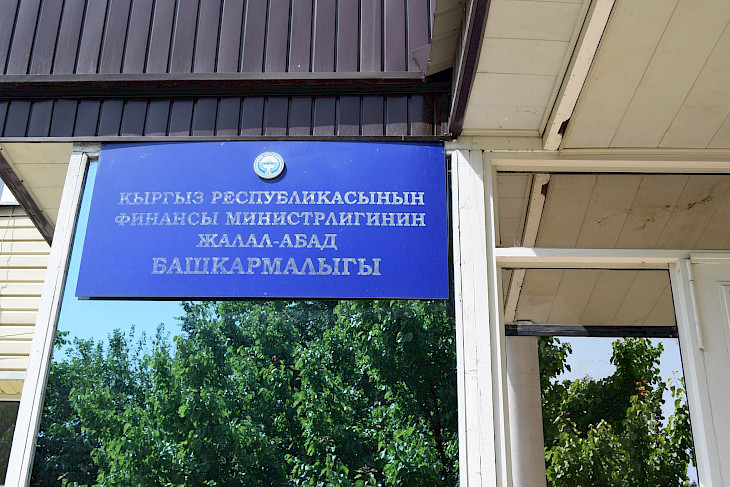 КЫРГЫЗ РЕСПУБЛИКАСЫНЫН
ФИНАНСЫ МИНИСТРЛИГИНИН
ЖАЛАЛ-АБАД
БАШКАРМАЛЫГЫ